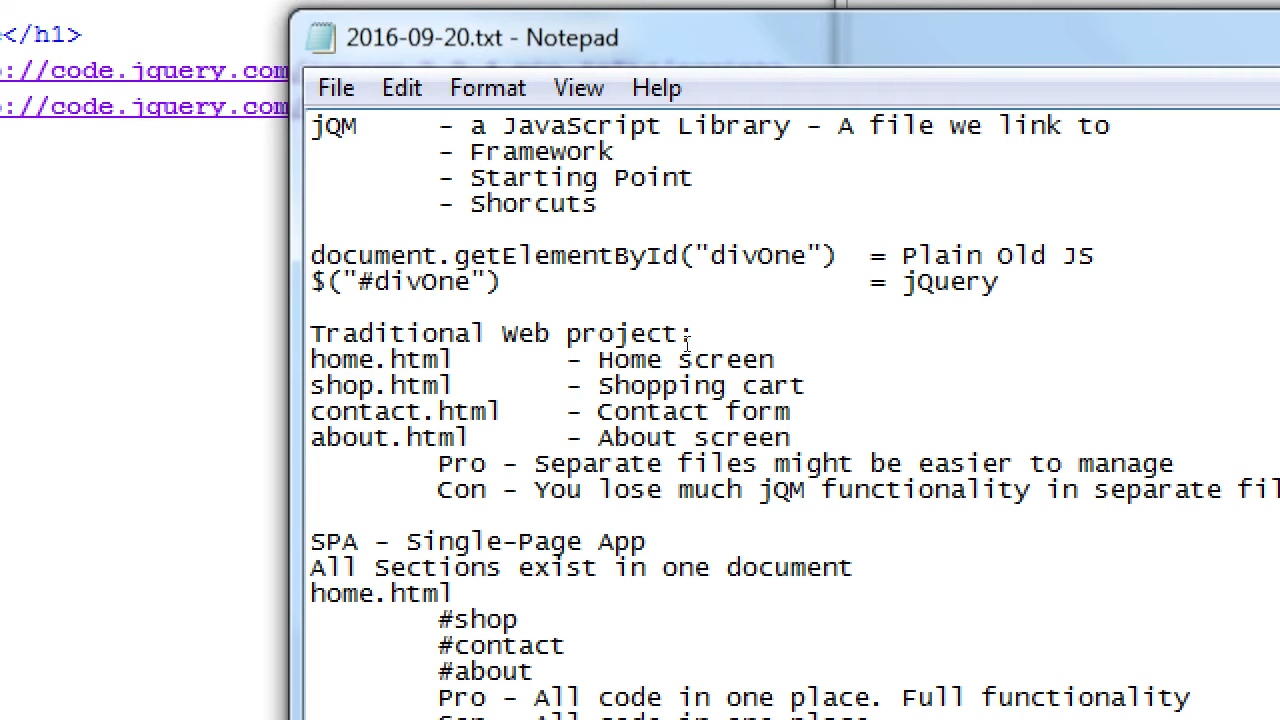 </h1>
://code.jquery.com
://code.jquery.com
2016-09-20.txt - Notepad
File Edit Format View Help
jQM - a JavaScript Library - A file we link to
- Framework
- Starting Point
- Shorcuts
document.getElementById("divOne") = Plain Old JS
$("#divOne") = jQuery
Traditional Web project:
home.html - Home screen
shop.html - Shopping cart
contact.html - Contact form
about.html - About screen
Pro - Separate files might be easier to manage
Con - You lose much jQM functionality in separate fil
SPA - Single-Page App
All Sections exist in one document
home.html
#shop
#contact
#about
Pro - All code in one place. Full functionality